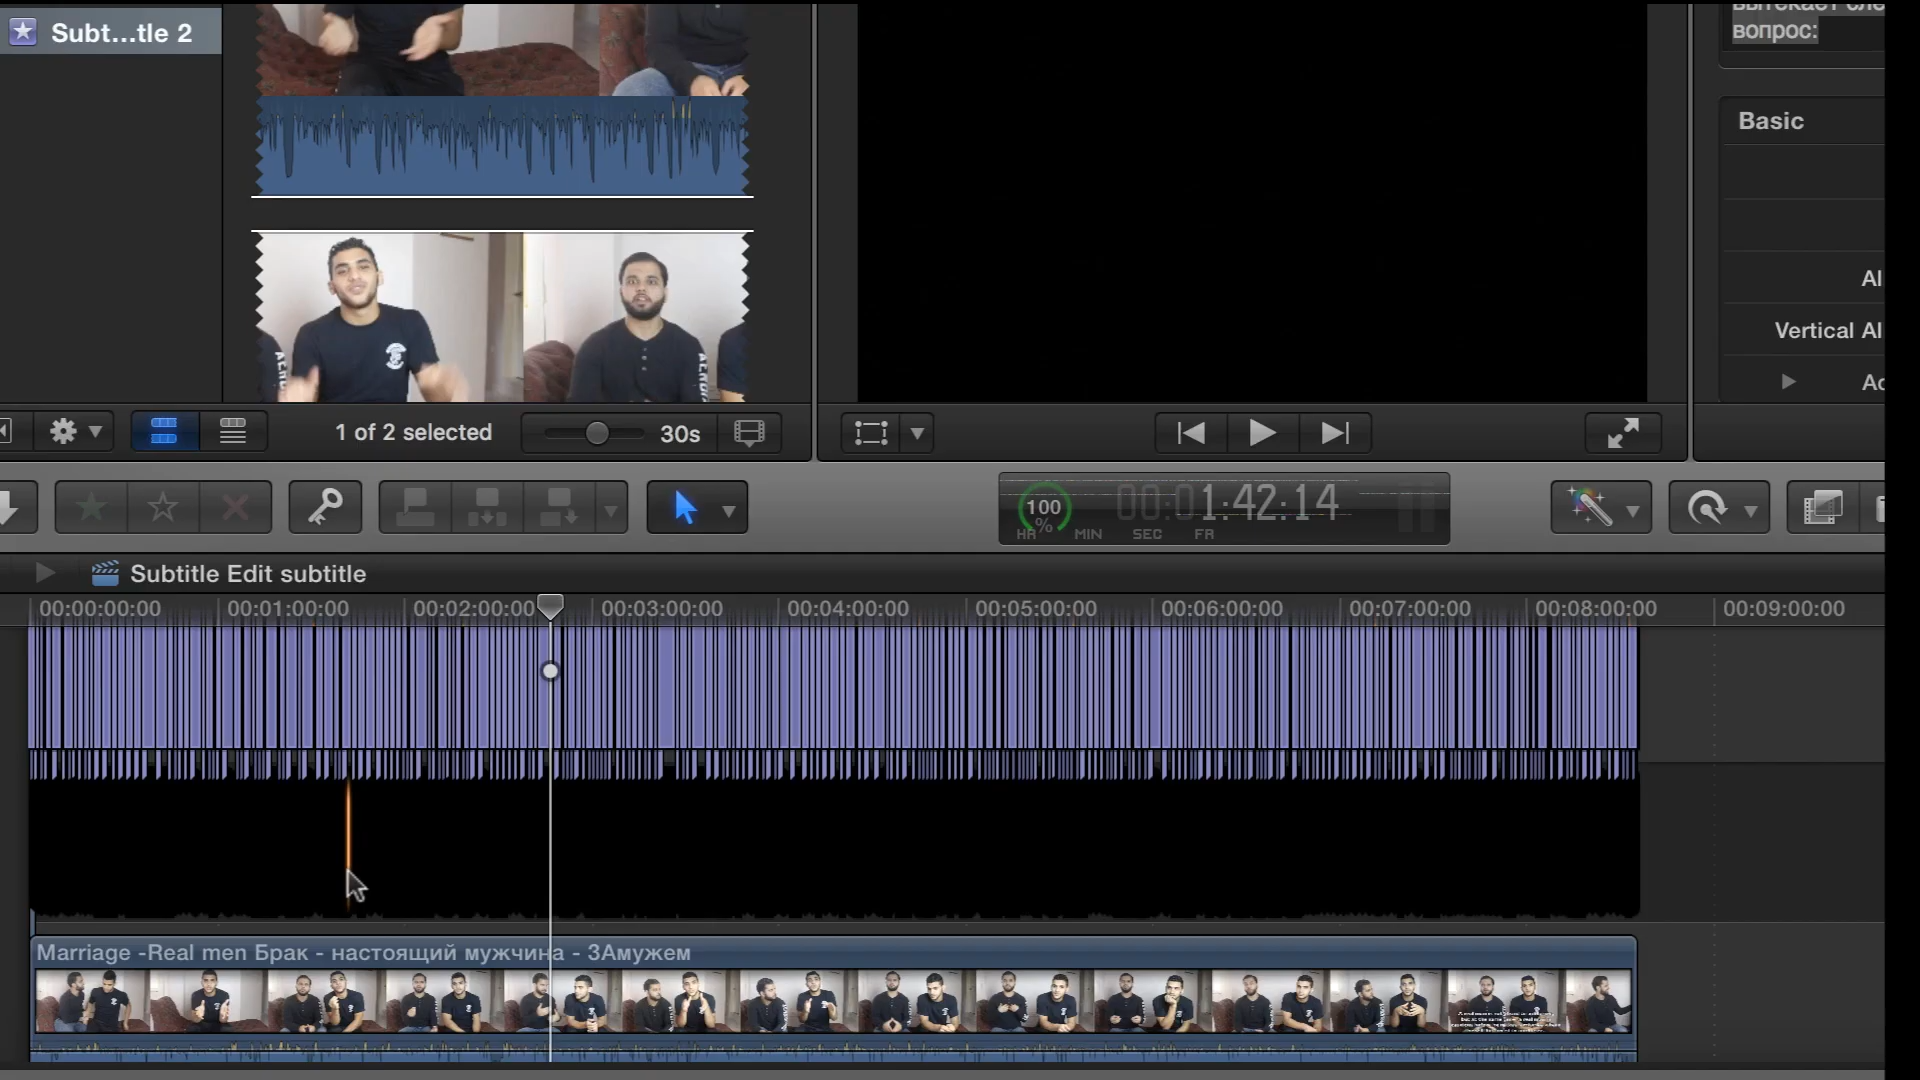 Subt...tle 2
вопрос:
Basic
Al
Vertical Al
1 of 2 selected
30s
100
%
00:01:42:14
HR MIN SEC FR
Subtitle Edit subtitle
00:00:00:00 00:01:00:00 00:02:00:00 00:03:00:00 00:04:00:00 00:05:00:00 00:06:00:00 00:07:00:00 00:08:00:00 00:09:00:00
Marriage -Real men Брак - настоящий мужчина - ЗАмужем